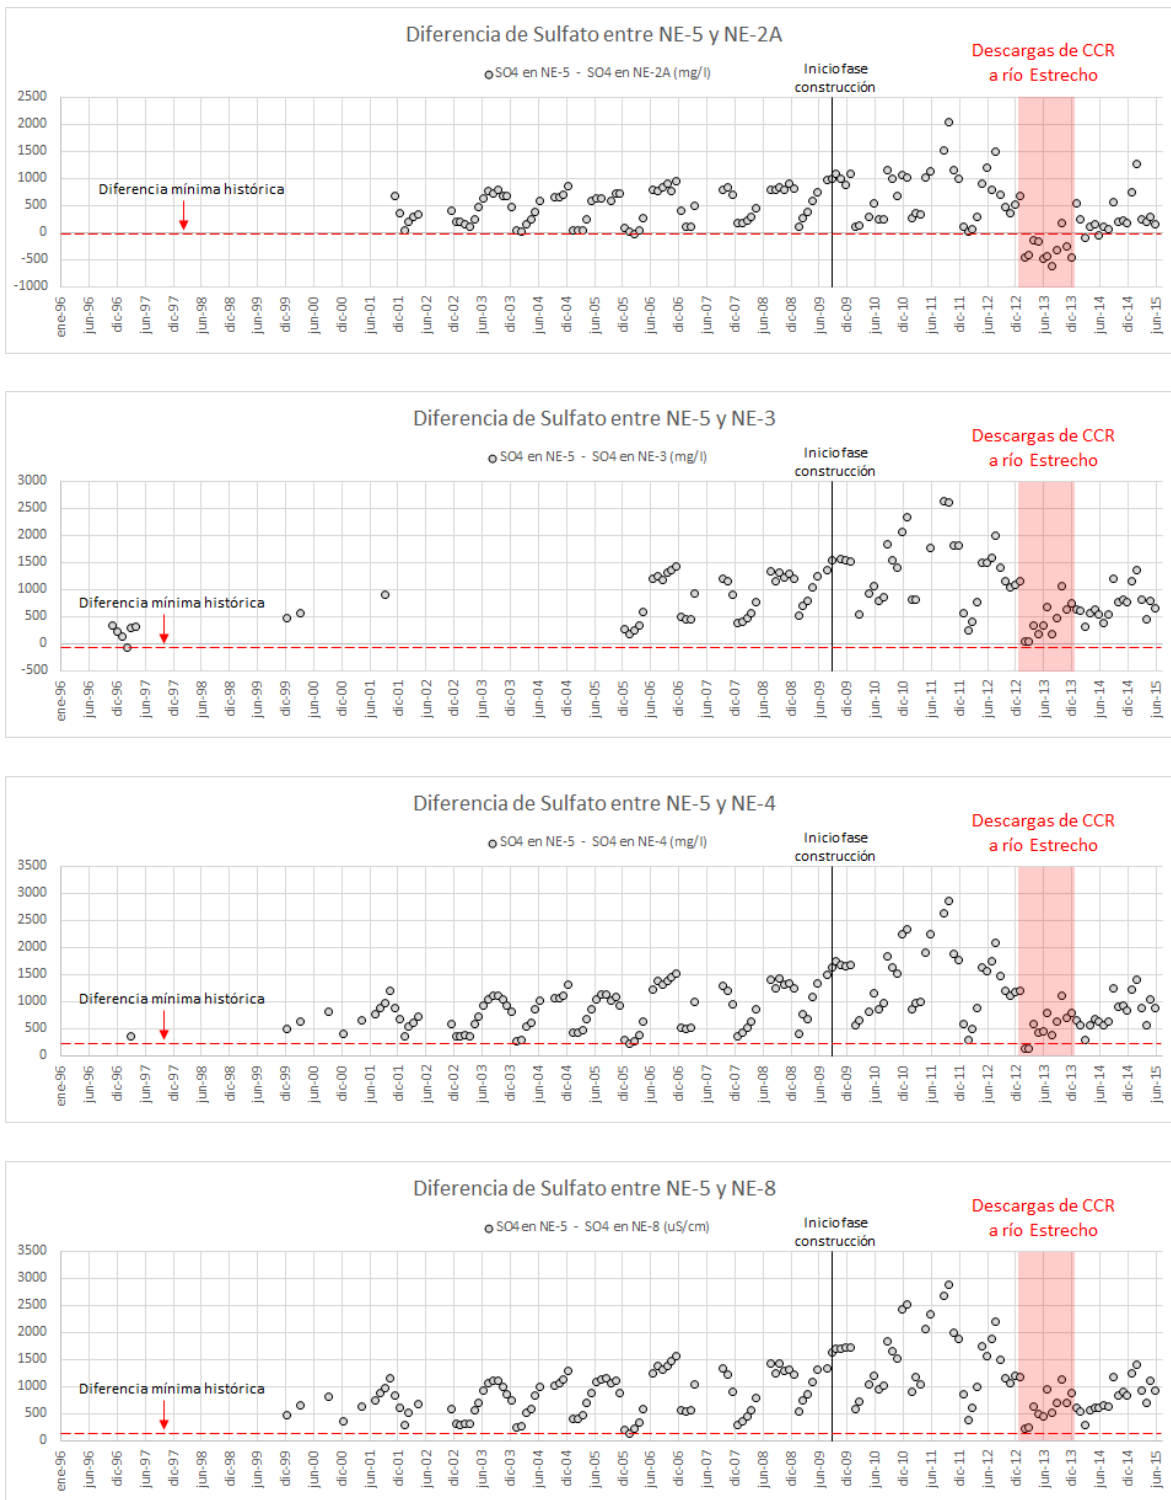 Diferencia de Sulfato entre NE-5 y NE-2A
Descargas de CCR
a río Estrecho
SO4 en NE-5 - SO4 en NE-2A (mg/l)
Inicio fase
construcción
2500
2000
1500
1000
500
0
-500
-1000
Diferencia mínima histórica
ene-96 jun-96 dic-96 jun-97 dic-97 jun-98 dic-98 jun-99 dic-99 jun-00 dic-00 jun-01 dic-01 jun-02 dic-02 jun-03 dic-03 jun-04 dic-04 jun-05 dic-05 jun-06 dic-06 jun-07 dic-07 jun-08 dic-08 jun-09 dic-09 jun-10 dic-10 jun-11 dic-11 jun-12 dic-12 jun-13 dic-13 jun-14 dic-14 jun-15
Diferencia de Sulfato entre NE-5 y NE-3
Descargas de CCR
a río Estrecho
SO4 en NE-5 - SO4 en NE-3 (mg/l)
Inicio fase
construcción
3000
2500
2000
1500
1000
500
0
-500
Diferencia mínima histórica
ene-96 jun-96 dic-96 jun-97 dic-97 jun-98 dic-98 jun-99 dic-99 jun-00 dic-00 jun-01 dic-01 jun-02 dic-02 jun-03 dic-03 jun-04 dic-04 jun-05 dic-05 jun-06 dic-06 jun-07 dic-07 jun-08 dic-08 jun-09 dic-09 jun-10 dic-10 jun-11 dic-11 jun-12 dic-12 jun-13 dic-13 jun-14 dic-14 jun-15
Diferencia de Sulfato entre NE-5 y NE-4
Descargas de CCR
a río Estrecho
SO4 en NE-5 - SO4 en NE-4 (mg/l)
Inicio fase
construcción
3500
3000
2500
2000
1500
1000
500
0
Diferencia mínima histórica
ene-96 jun-96 dic-96 jun-97 dic-97 jun-98 dic-98 jun-99 dic-99 jun-00 dic-00 jun-01 dic-01 jun-02 dic-02 jun-03 dic-03 jun-04 dic-04 jun-05 dic-05 jun-06 dic-06 jun-07 dic-07 jun-08 dic-08 jun-09 dic-09 jun-10 dic-10 jun-11 dic-11 jun-12 dic-12 jun-13 dic-13 jun-14 dic-14 jun-15
Diferencia de Sulfato entre NE-5 y NE-8
Descargas de CCR
a río Estrecho
SO4 en NE-5 - SO4 en NE-8 (uS/cm)
Inicio fase
construcción
3500
3000
2500
2000
1500
1000
500
0
Diferencia mínima histórica
ene-96 jun-96 dic-96 jun-97 dic-97 jun-98 dic-98 jun-99 dic-99 jun-00 dic-00 jun-01 dic-01 jun-02 dic-02 jun-03 dic-03 jun-04 dic-04 jun-05 dic-05 jun-06 dic-06 jun-07 dic-07 jun-08 dic-08 jun-09 dic-09 jun-10 dic-10 jun-11 dic-11 jun-12 dic-12 jun-13 dic-13 jun-14 dic-14 jun-15